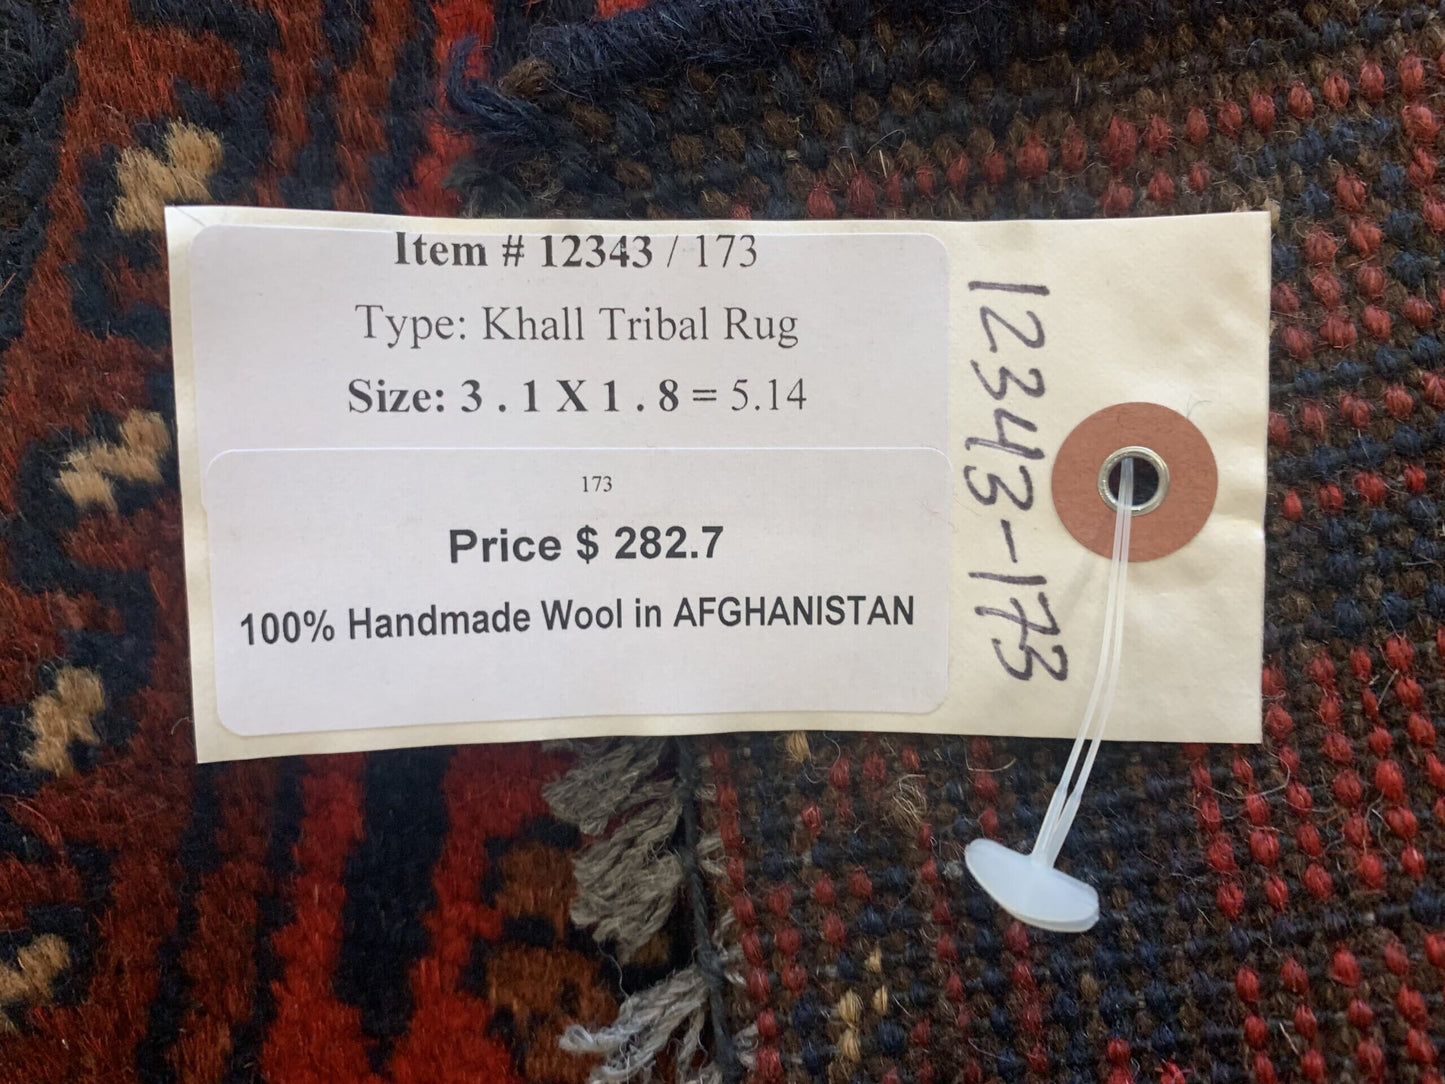 Item # 12343 / 173
Type: Khall Tribal Rug
Size: 3 . 1 X 1 . 8 = 5.14
173
Price $ 282.7
100% Handmade Wool in AFGHANISTAN
12343-173